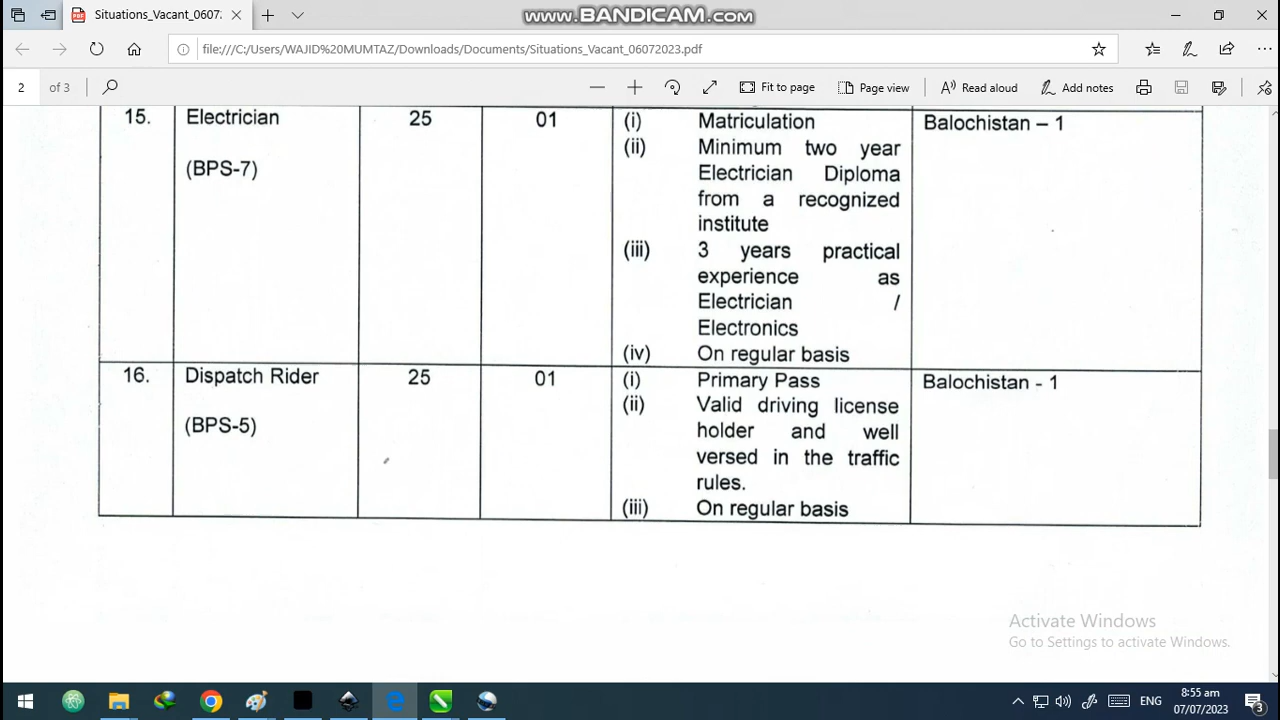 Situations_Vacant_0607
www.BANDICAM.com
file:///C:/Users/WAJID%20MUMTAZ/Downloads/Documents/Situations_Vacant_06072023.pdf
2 of 3
Fit to page
Page view
Read aloud
Add notes
15. Electrician 25 01 (i) Matriculation Balochistan – 1
(BPS-7) (ii) Minimum two year
Electrician Diploma
from a recognized
institute
(iii) 3 years practical
experience as
Electrician /
Electronics
(iv) On regular basis
16. Dispatch Rider 25 01 (i) Primary Pass Balochistan - 1
(BPS-5) (ii) Valid driving license
holder and well
versed in the traffic
rules.
(iii) On regular basis
Activate Windows
Go to Settings to activate Windows.
ENG
8:55 am
07/07/2023
3